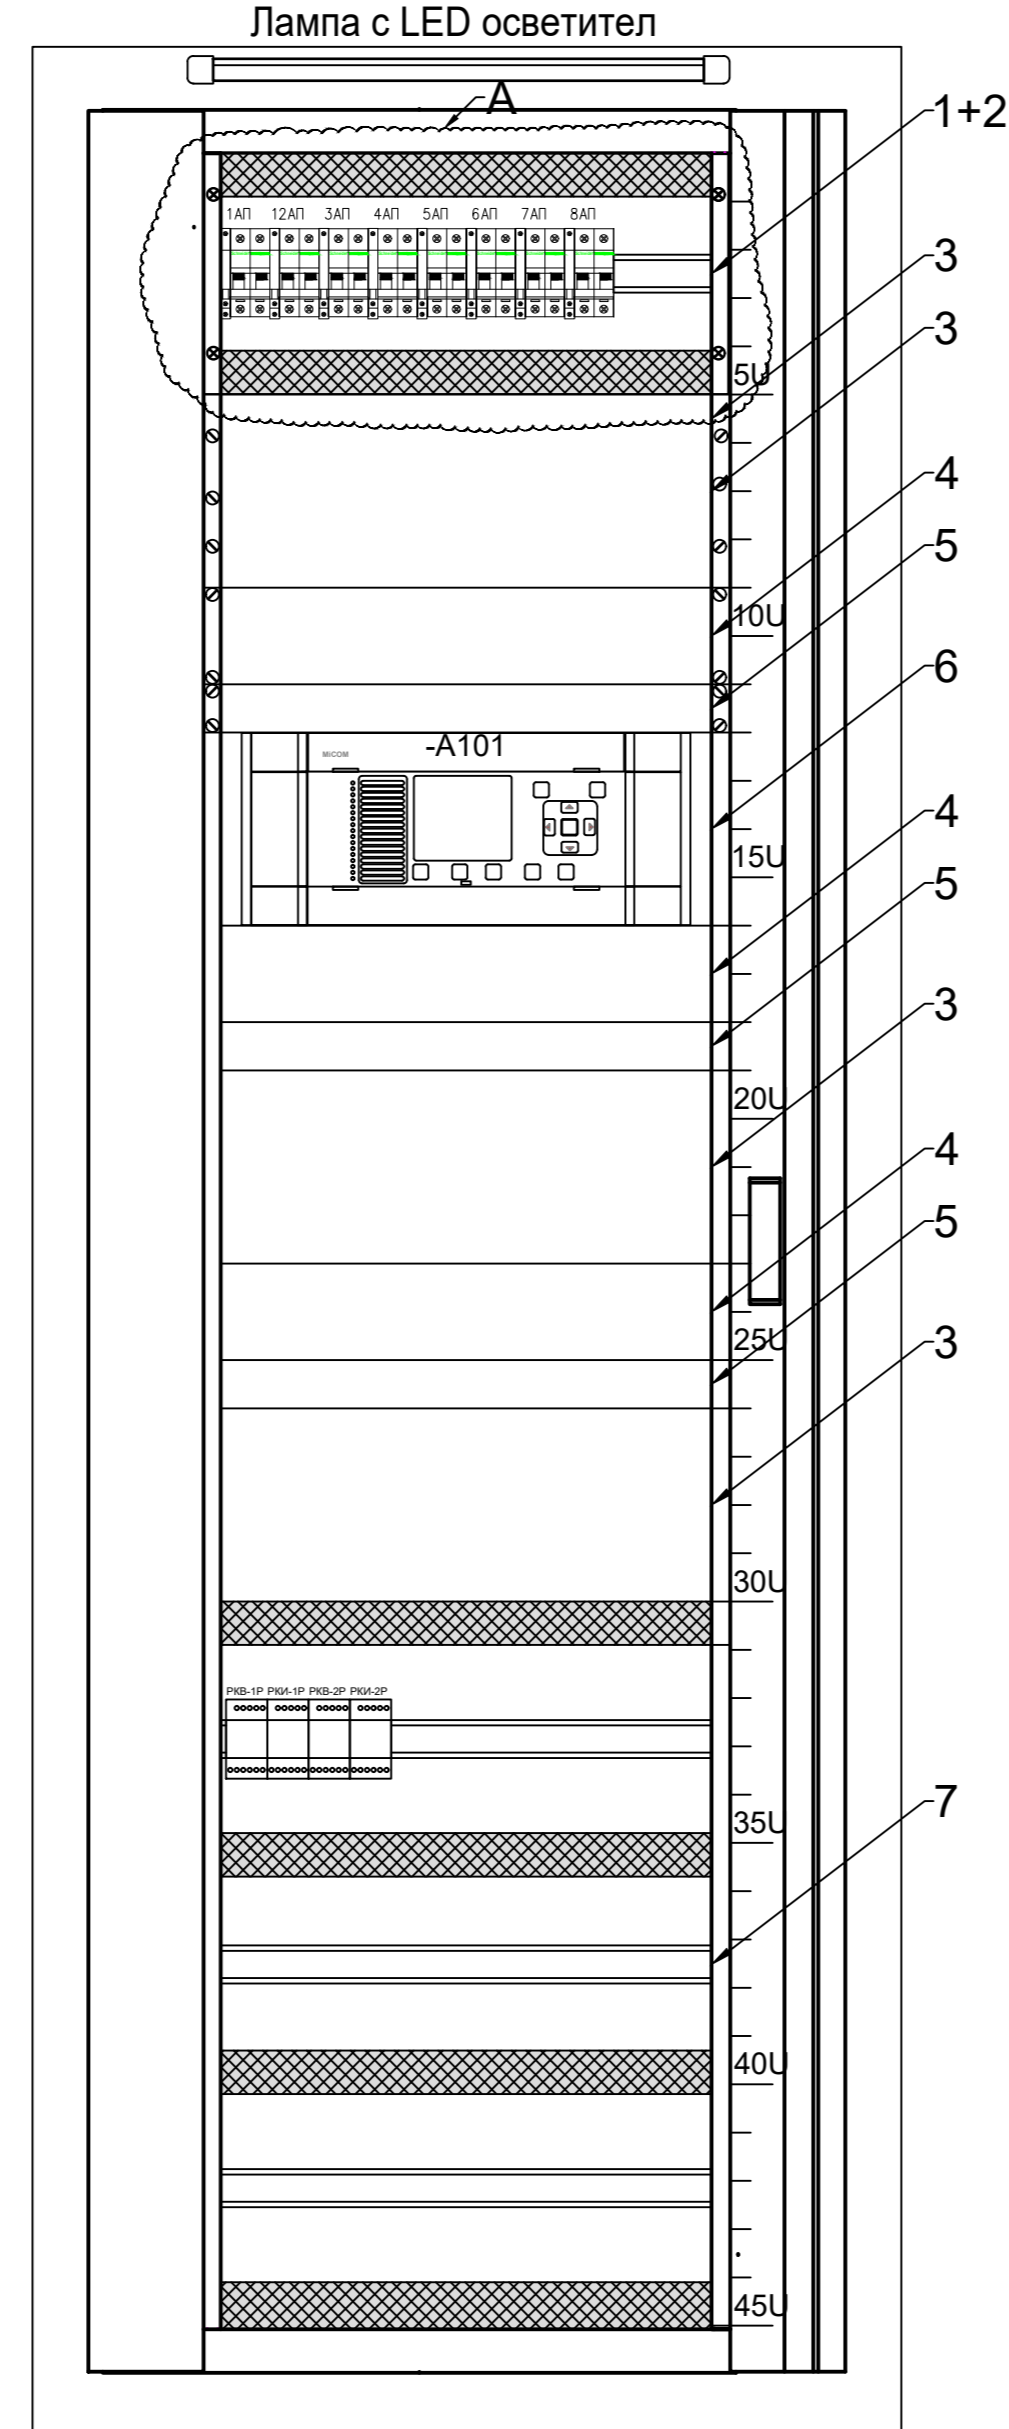 Лампа с LED осветител
A
1+2
1АП 12АП 3АП 4АП 5АП 6АП 7АП 8АП
3
3
5U
4
5
10U
6
-A101
MiCOM
4
15U
5
3
20U
4
5
25U
3
30U
РКВ-1Р РКИ-1Р РКВ-2Р РКИ-2Р
7
35U
40U
45U